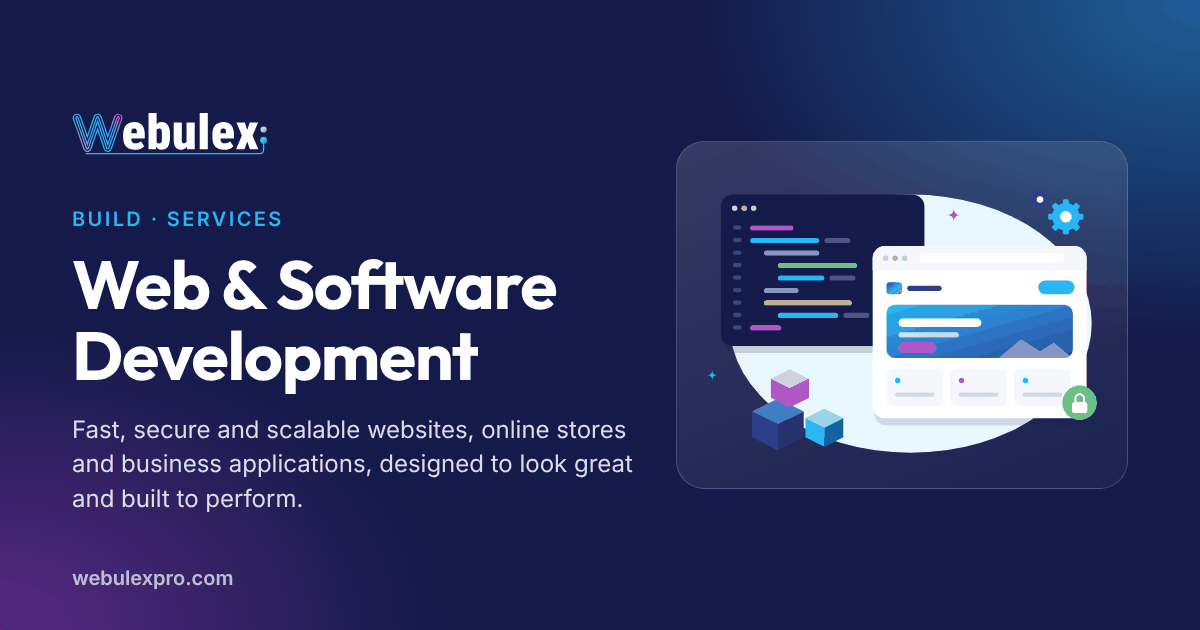 Webulex:
BUILD · SERVICES
Web & Software
Development
Fast, secure and scalable websites, online stores
and business applications, designed to look great
and built to perform.
webulexpro.com